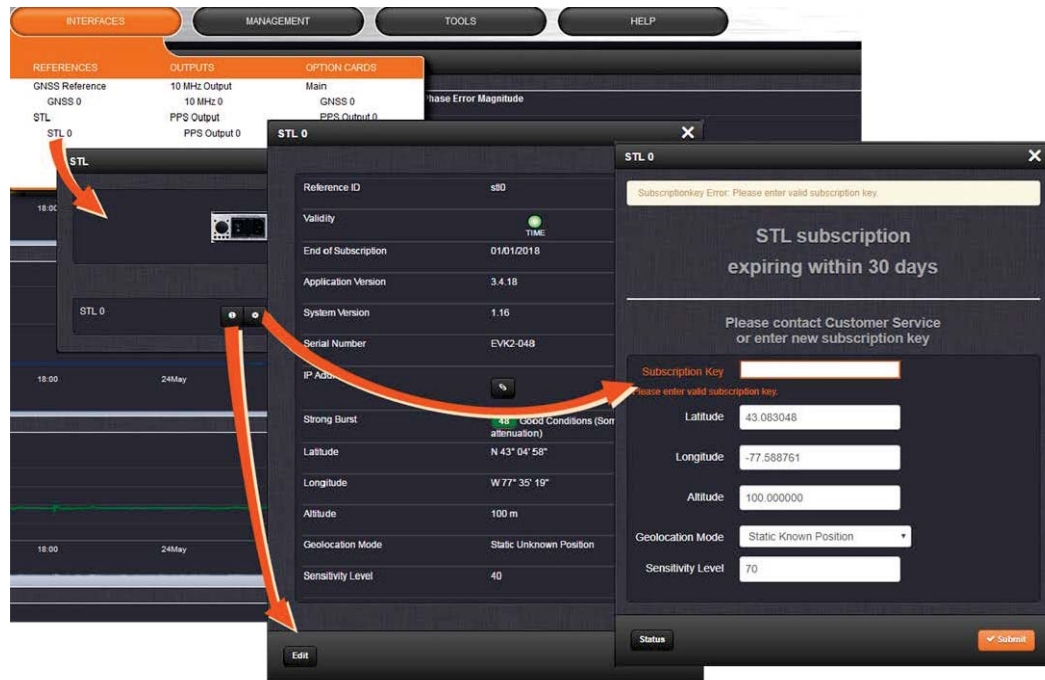 INTERFACES MANAGEMENT TOOLS HELP
REFERENCES OUTPUTS OPTION CARDS
GNSS Reference 10 MHz Output Main
GNSS 0 10 MHz 0 GNSS 0
STL PPS Output PPS Output 0
STL 0 PPS Output 0
Phase Error Magnitude
STL
18:00
STL 0
18:00 24May
18:00 24May
STL 0
Reference ID stl0
Validity
TIME
End of Subscription 01/01/2018
Application Version 3.4.18
System Version 1.16
Serial Number EVK2-048
IP
Strong Burst 48 Good Conditions
attenuation)
Latitude N 43° 04' 58"
Longitude W 77° 35' 19"
Altitude 100 m
Geolocation Mode Static Unknown Position
Sensitivity Level 40
Edit
STL 0
Subscriptionkey Error: Please enter valid subscription key.
STL subscription
expiring within 30 days
Please contact Customer Service
or enter new subscription key
Subscription Key
Please enter valid subscription key.
Latitude 43.083048
Longitude -77.588761
Altitude 100.000000
Geolocation Mode Static Known Position
Sensitivity Level 70
Status Submit